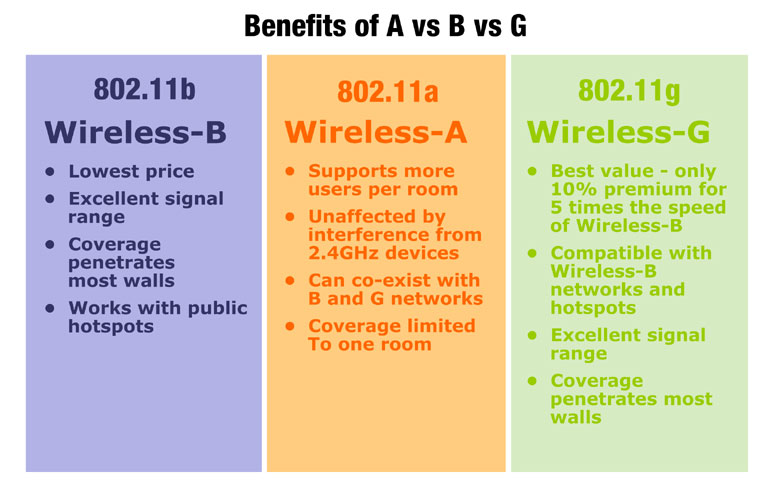 Benefits of A vs B vs G
802.11b
Wireless-B
• Lowest price
• Excellent signal
range
• Coverage
penetrates
most walls
• Works with public
hotspots
802.11a
Wireless-A
• Supports more
users per room
• Unaffected by
interference from
2.4GHz devices
• Can co-exist with
B and G networks
• Coverage limited
To one room
802.11g
Wireless-G
• Best value - only
10% premium for
5 times the speed
of Wireless-B
• Compatible with
Wireless-B
networks and
hotspots
• Excellent signal
range
• Coverage
penetrates most
walls